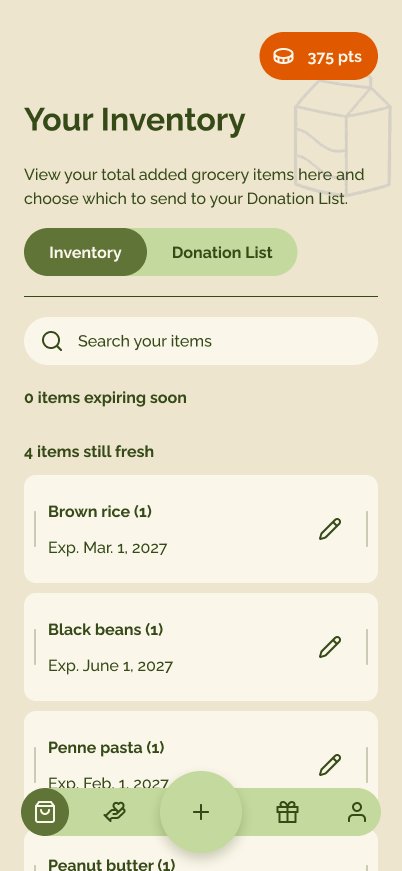 375 pts
Your Inventory
View your total added grocery items here and
choose which to send to your Donation List.
Inventory
Donation List
Search your items
0 items expiring soon
4 items still fresh
Brown rice (1)
Exp. Mar. 1, 2027
Black beans (1)
Exp. June 1, 2027
Penne pasta (1)
Exp. Feb. 1, 2027
+
Peanut butter (1)